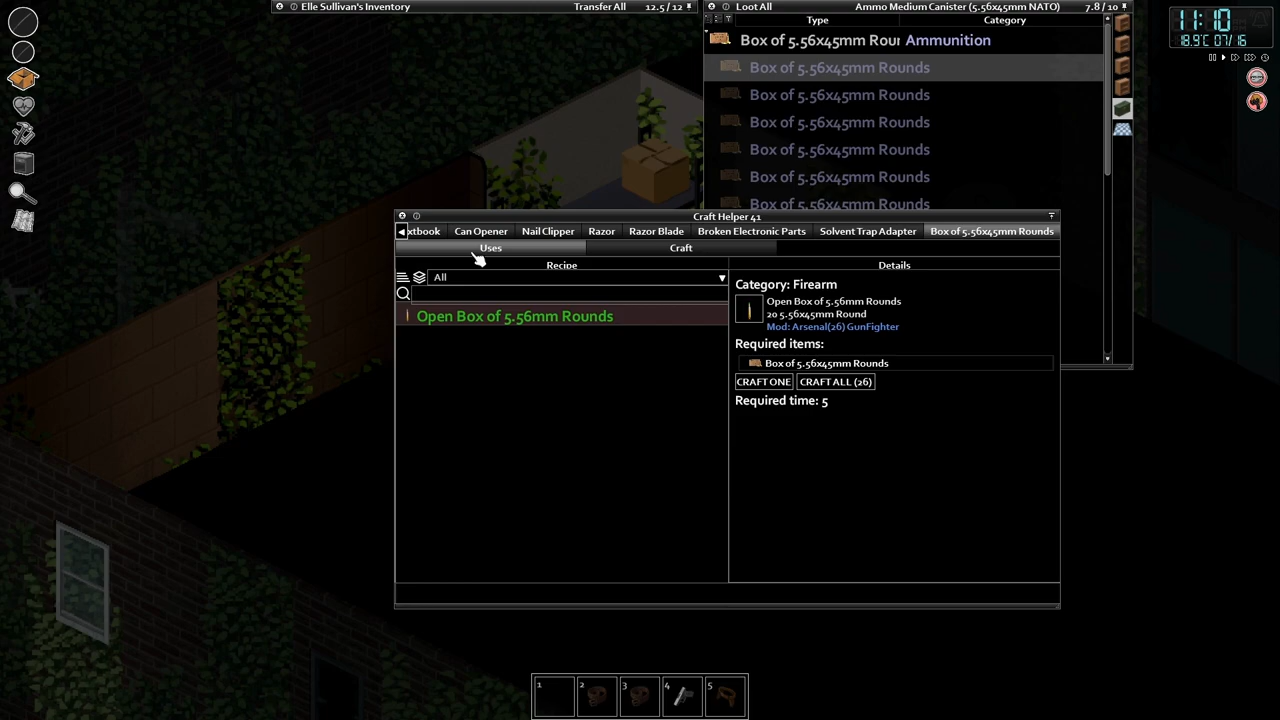 Elle Sullivan's Inventory Transfer All 12.5 / 12
Loot All Ammo Medium Canister (5.56x45mm NATO) 7.8 / 10
Type Category
Box of 5.56x45mm Rour Ammunition
Box of 5.56x45mm Rounds
Box of 5.56x45mm Rounds
Box of 5.56x45mm Rounds
Box of 5.56x45mm Rounds
Box of 5.56x45mm Rounds
Box of 5.56x45mm Rounds
11:10
18.9°C 07/16
Craft Helper 41
xtbook Can Opener Nail Clipper Razor Razor Blade Broken Electronic Parts Solvent Trap Adapter Box of 5.56x45mm Rounds
Uses Craft
Recipe Details
All
Open Box of 5.56mm Rounds
Category: Firearm
Open Box of 5.56mm Rounds
20 5.56x45mm Round
Mod: Arsenal(26) GunFighter
Required items:
Box of 5.56x45mm Rounds
CRAFT ONE CRAFT ALL (26)
Required time: 5
1 2 3 4 5